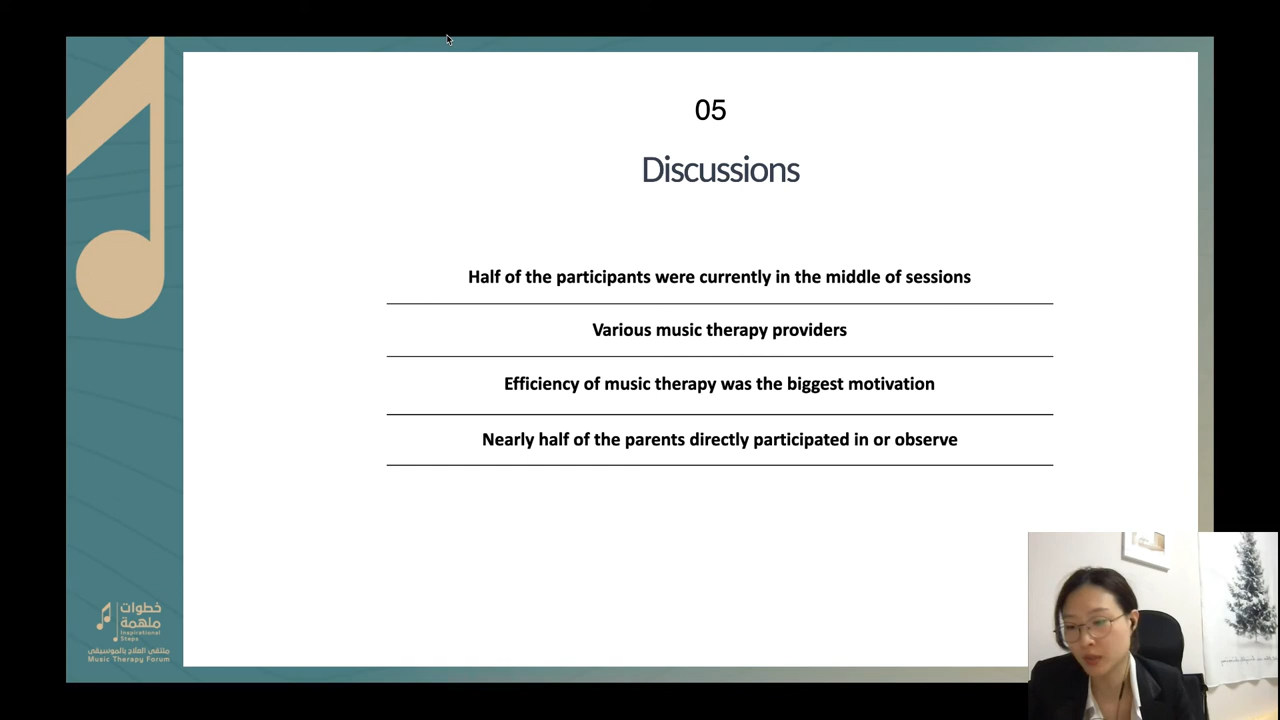 05
Discussions
Half of the participants were currently in the middle of sessions
Various music therapy providers
Efficiency of music therapy was the biggest motivation
Nearly half of the parents directly participated in or observe
خطوات
ملهمة
Inspirational
Steps
ملتقى العلاج بالموسيقى
Music Therapy Forum